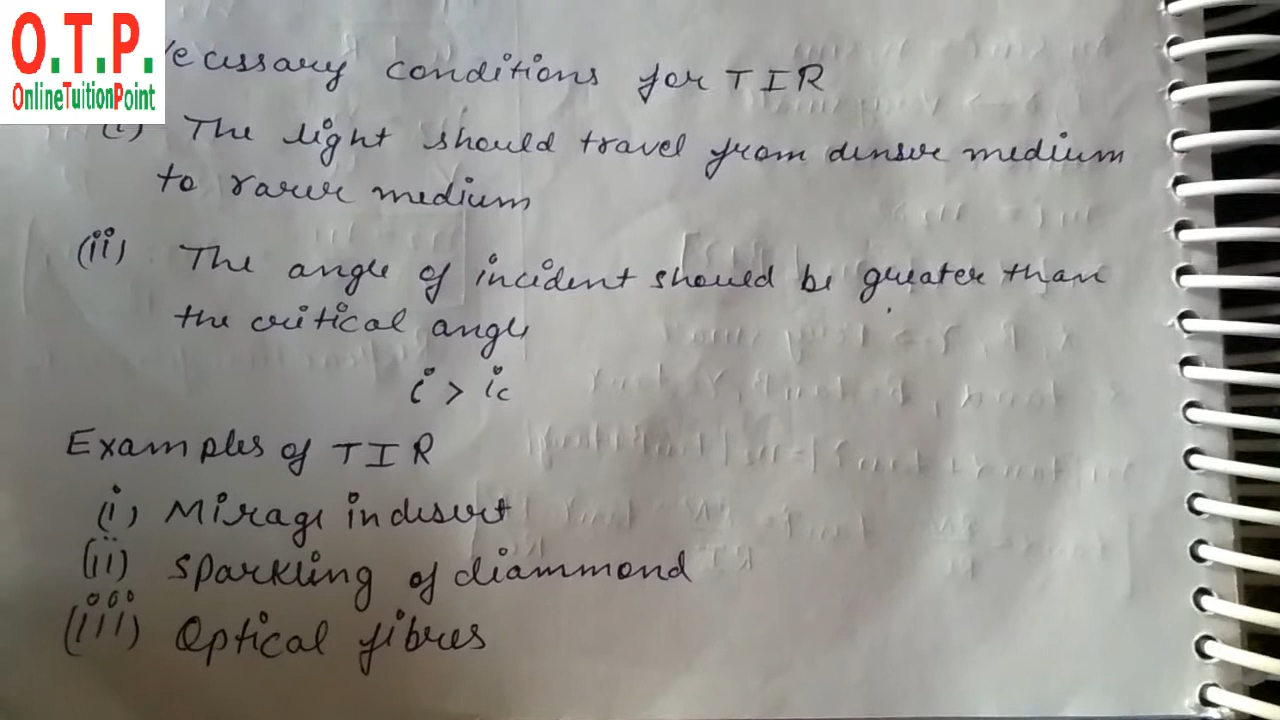 O.T.P.
OnlineTuitionPoint
ecessary conditions for TIR
(i) The light should travel from denser medium
to rarer medium
(ii) The angle of incident should be greater than
the critical angle
i > ic
Examples of TIR
(i) Mirage in desert
(ii) Sparkling of diammond
(iii) Optical fibres